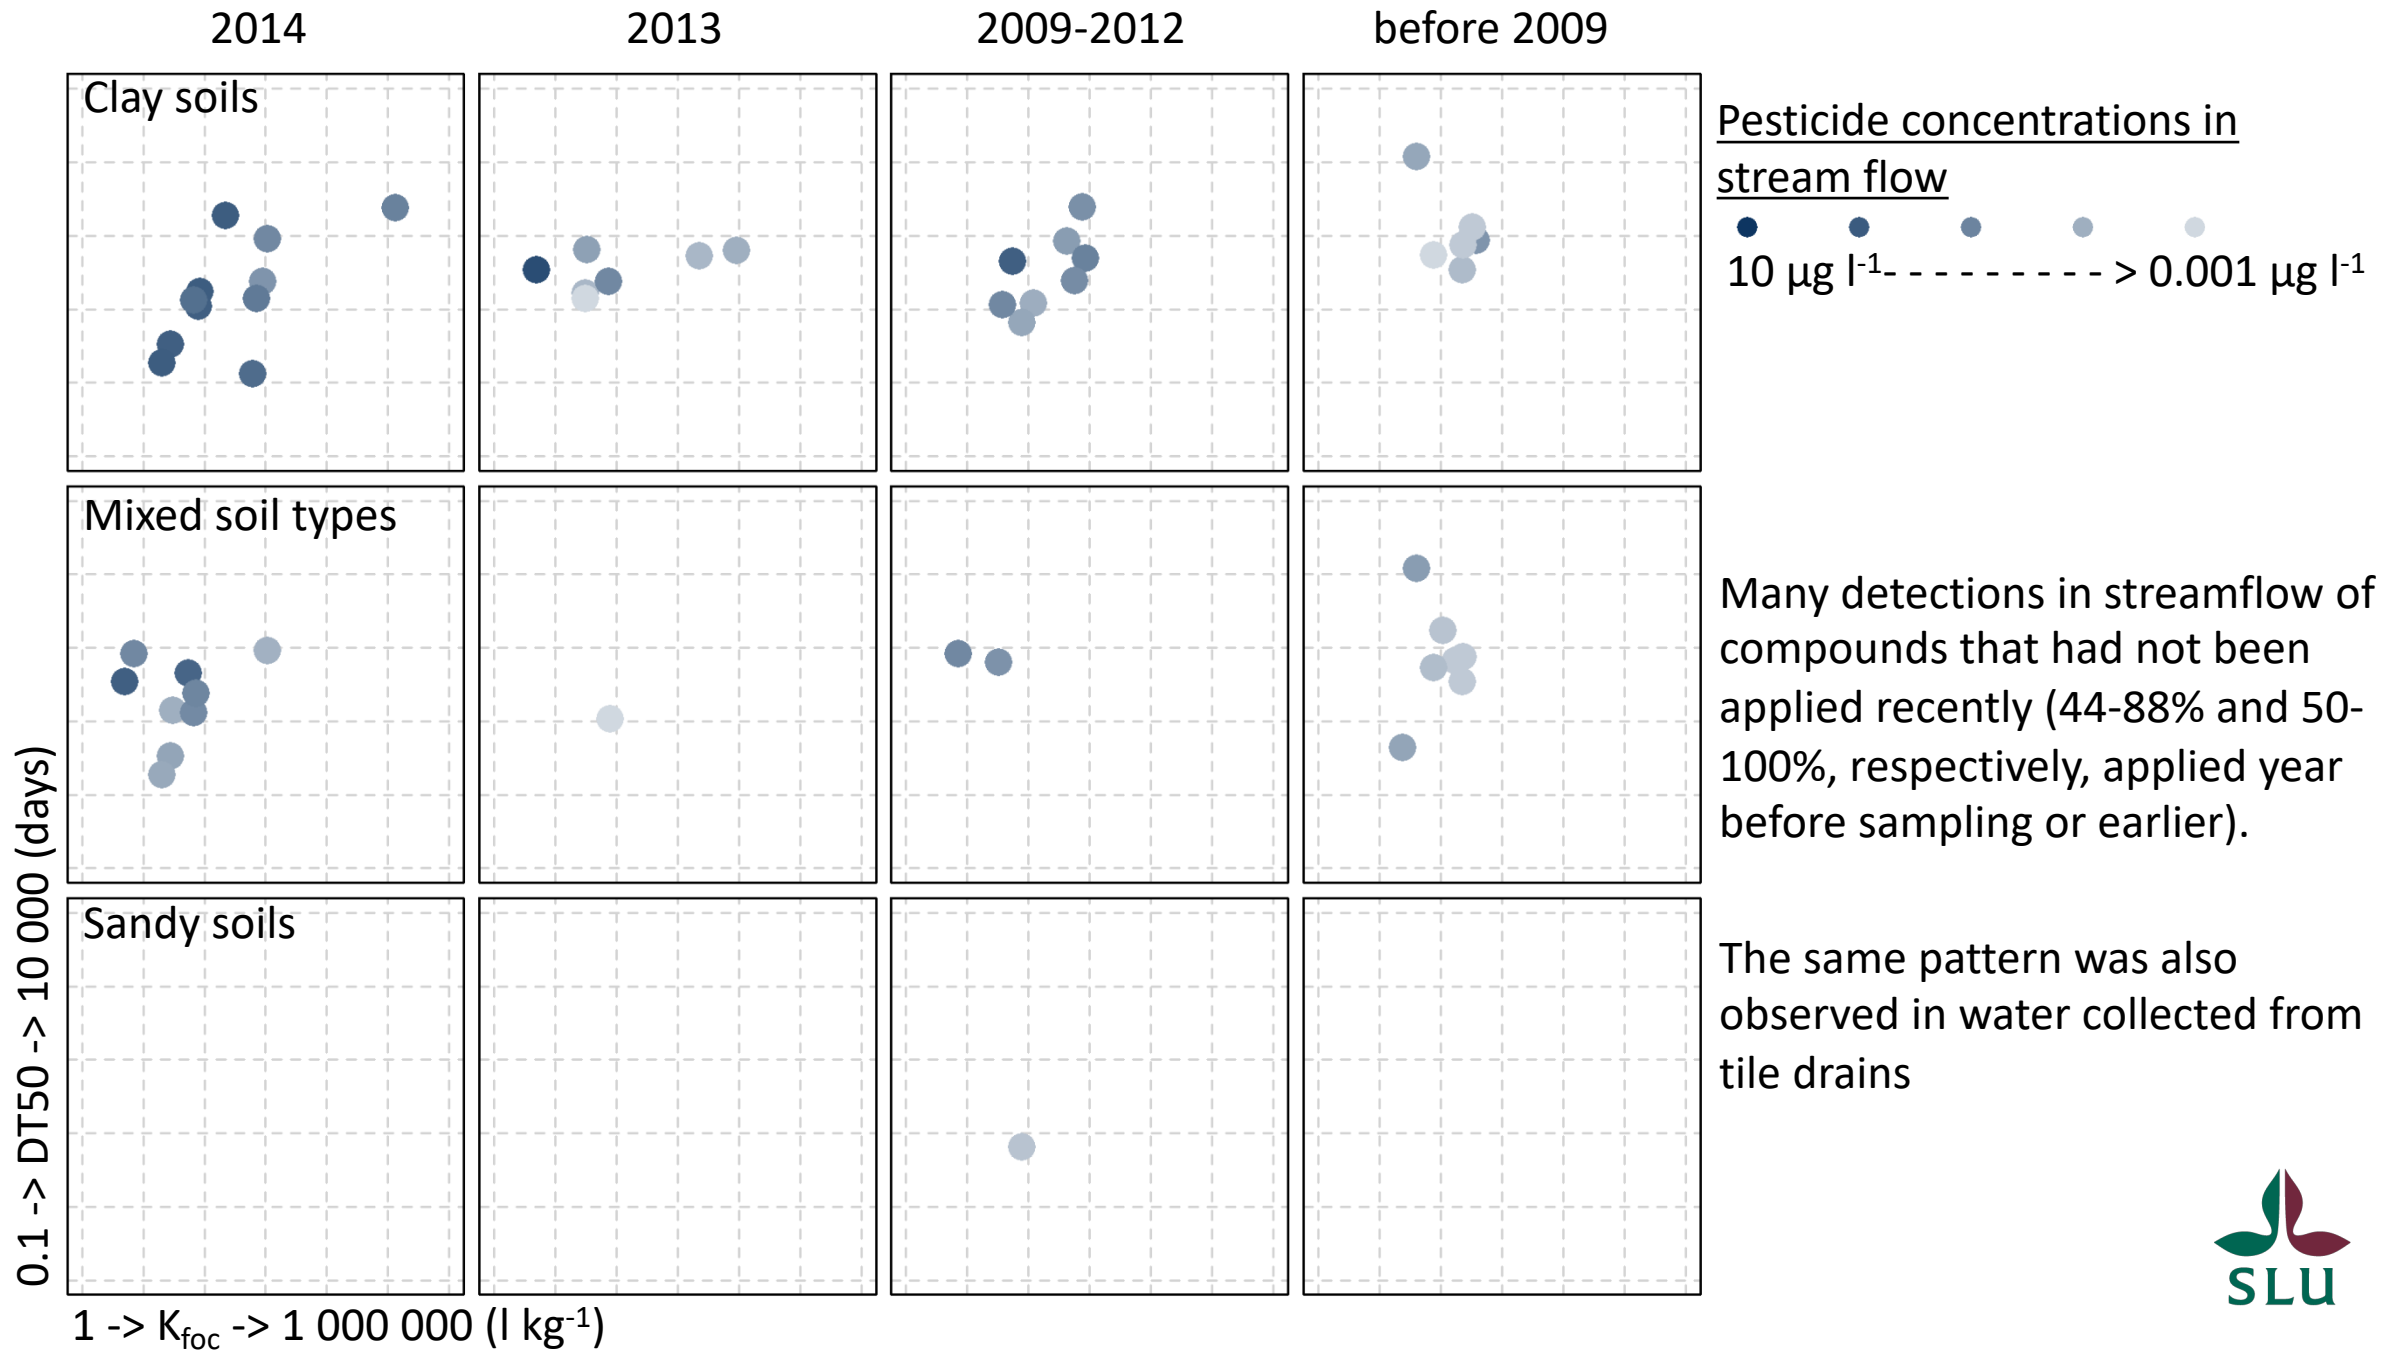 2014 2013 2009-2012 before 2009
Clay soils
Pesticide concentrations in
stream flow
10 µg l⁻¹- - - - - - - - - > 0.001 µg l⁻¹
Mixed soil types
Many detections in streamflow of
compounds that had not been
applied recently (44-88% and 50-
100%, respectively, applied year
before sampling or earlier).
Sandy soils
The same pattern was also
observed in water collected from
tile drains
0.1 -> DT50 -> 10 000 (days)
1 -> Kfoc -> 1 000 000 (l kg⁻¹)
SLU